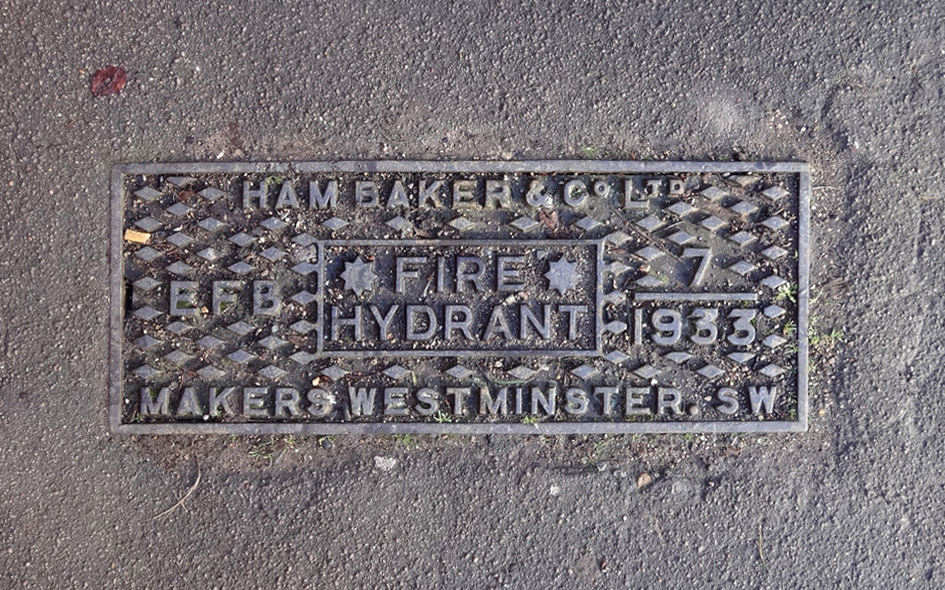 HAM BAKER & Co LTD
FIRE
HYDRANT
EFB
7
1933
MAKERS WESTMINSTER. SW